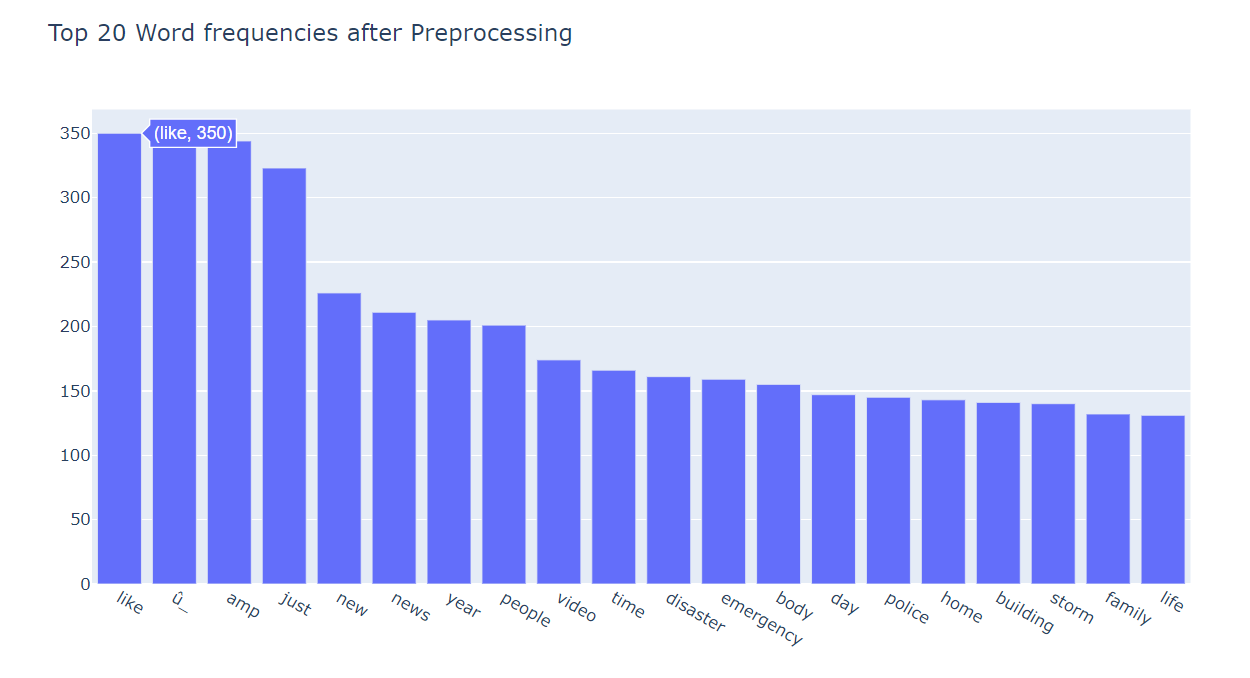 Top 20 Word frequencies after Preprocessing
350
300
250
200
150
100
50
0
(like, 350)
like
û_
amp
just
new
news
year
people
video
time
disaster
emergency
body
day
police
home
building
storm
family
life